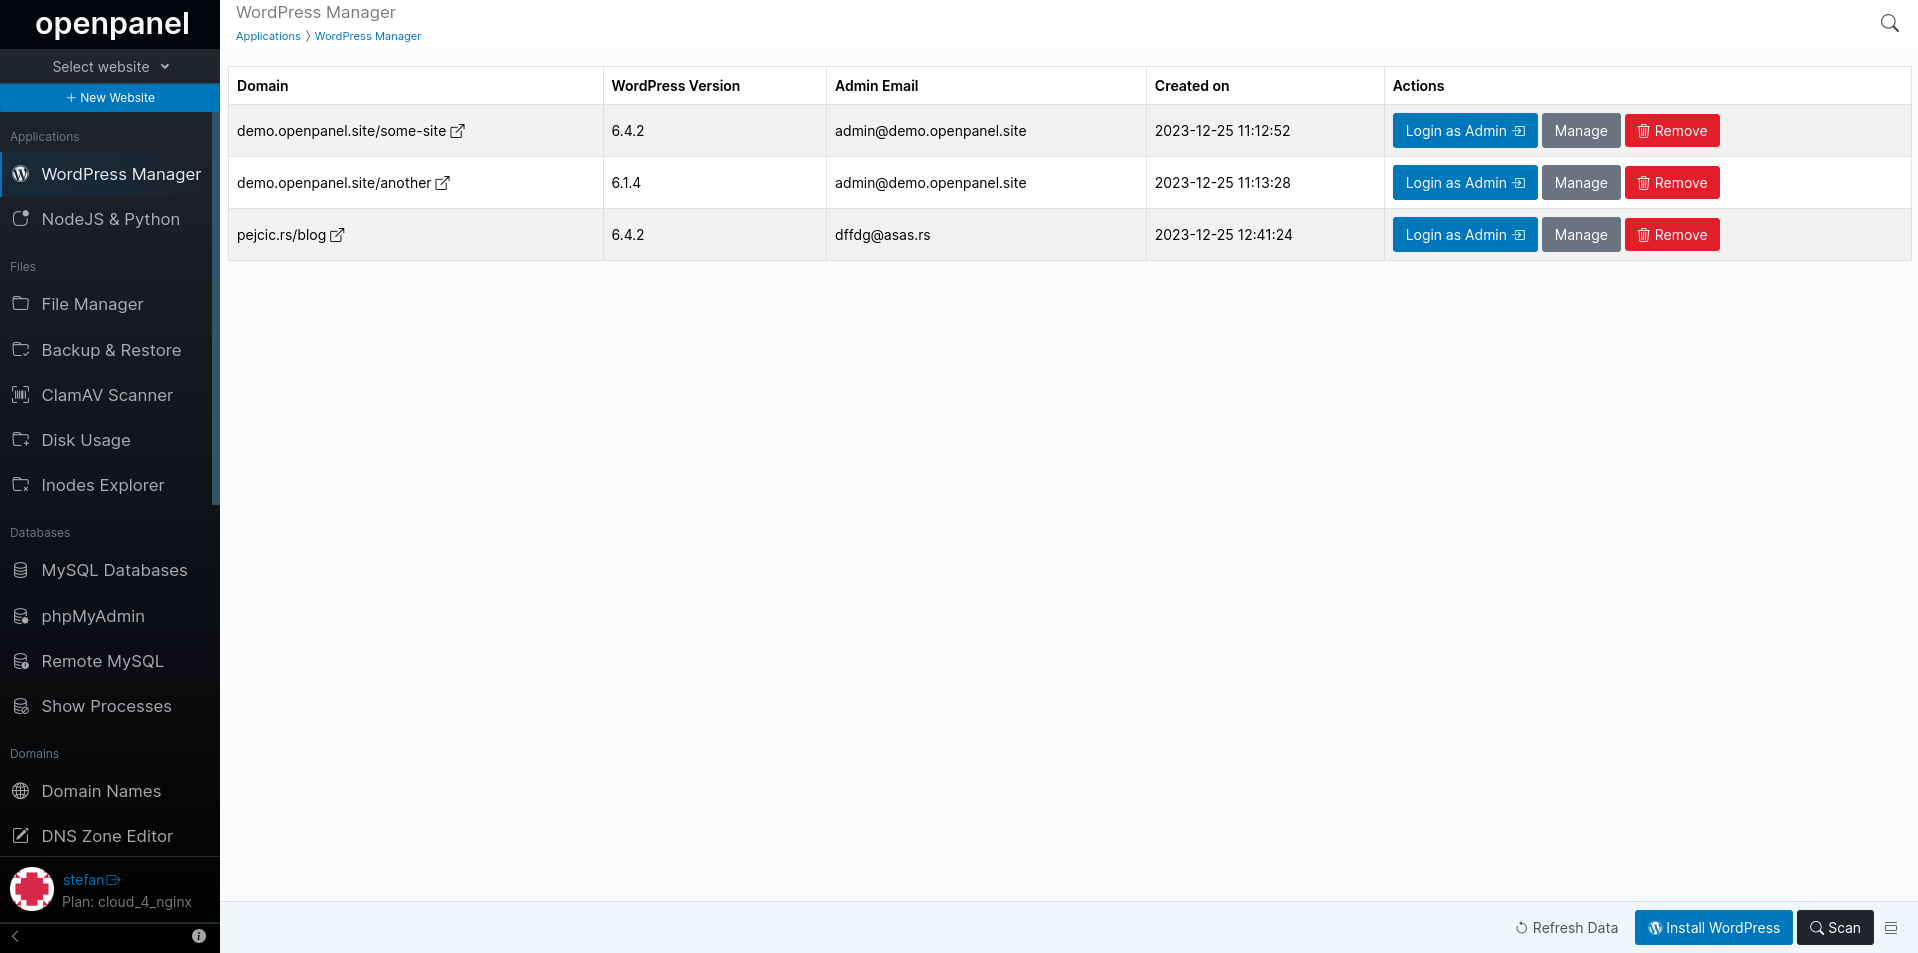 openpanel
Select website
+ New Website
Applications
WordPress Manager
NodeJS & Python
Files
File Manager
Backup & Restore
ClamAV Scanner
Disk Usage
Inodes Explorer
Databases
MySQL Databases
phpMyAdmin
Remote MySQL
Show Processes
Domains
Domain Names
DNS Zone Editor
stefan
Plan: cloud_4_nginx
WordPress Manager
Applications 〉 WordPress Manager
Domain WordPress Version Admin Email Created on Actions
demo.openpanel.site/some-site 6.4.2 admin@demo.openpanel.site 2023-12-25 11:12:52 Login as Admin Manage Remove
demo.openpanel.site/another 6.1.4 admin@demo.openpanel.site 2023-12-25 11:13:28 Login as Admin Manage Remove
pejcic.rs/blog 6.4.2 dffdg@asas.rs 2023-12-25 12:41:24 Login as Admin Manage Remove
Refresh Data Install WordPress Scan